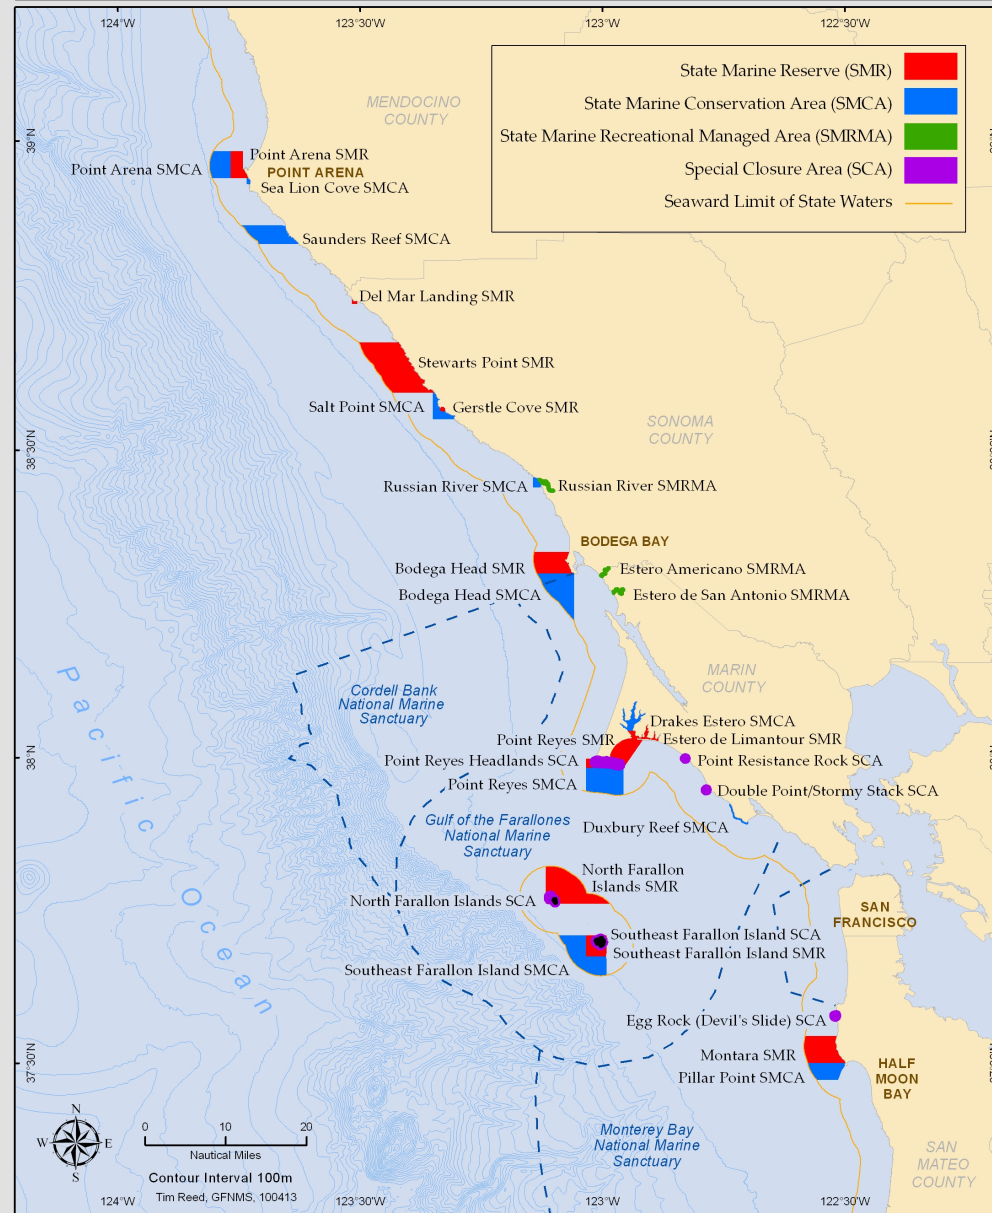 124°W 123°30'W 123°W 122°30'W
State Marine Reserve (SMR)
State Marine Conservation Area (SMCA)
State Marine Recreational Managed Area (SMRMA)
Special Closure Area (SCA)
Seaward Limit of State Waters
MENDOCINO
COUNTY
39°N
Point Arena SMR
Point Arena SMCA
POINT ARENA
Sea Lion Cove SMCA
Saunders Reef SMCA
Del Mar Landing SMR
Stewarts Point SMR
Salt Point SMCA
Gerstle Cove SMR
SONOMA
COUNTY
38°30'N
Russian River SMCA
Russian River SMRMA
BODEGA BAY
Bodega Head SMR
Estero Americano SMRMA
Bodega Head SMCA
Estero de San Antonio SMRMA
MARIN
COUNTY
Cordell Bank
National Marine
Sanctuary
Pacific Ocean
Drakes Estero SMCA
Point Reyes SMR
Estero de Limantour SMR
38°N
Point Reyes Headlands SCA
Point Resistance Rock SCA
Point Reyes SMCA
Double Point/Stormy Stack SCA
Gulf of the Farallones
National Marine
Sanctuary
Duxbury Reef SMCA
North Farallon
Islands SMR
North Farallon Islands SCA
SAN
FRANCISCO
Southeast Farallon Island SCA
Southeast Farallon Island SMR
Southeast Farallon Island SMCA
Egg Rock (Devil's Slide) SCA
37°30'N
Montara SMR
Pillar Point SMCA
HALF
MOON
BAY
Monterey Bay
National Marine
Sanctuary
SAN
MATEO
COUNTY
N
W E
S
0 10 20
Nautical Miles
Contour Interval 100m
Tim Reed, GFNMS, 100413
124°W 123°30'W 123°W 122°30'W